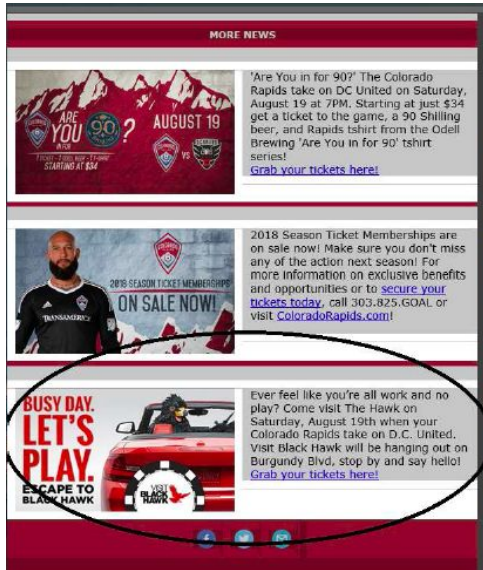 MORE NEWS
ARE
YOU
IN FOR
90
?
AUGUST 19
1 TICKET - 1 ODELL BEER - 1 T-SHIRT
STARTING AT $34
VS
'Are You in for 90?' The Colorado
Rapids take on DC United on Saturday,
August 19 at 7PM. Starting at just $34
get a ticket to the game, a 90 Shilling
beer, and Rapids tshirt from the Odell
Brewing 'Are You in for 90' tshirt
series!
Grab your tickets here!
2018 SEASON TICKET MEMBERSHIPS
ON SALE NOW!
TRANSAMERICA
2018 Season Ticket Memberships are
on sale now! Make sure you don't miss
any of the action next season! For
more information on exclusive benefits
and opportunities or to secure your
tickets today, call 303.825.GOAL or
visit ColoradoRapids.com!
BUSY DAY.
LET'S
PLAY.
ESCAPE TO
BLACK HAWK
VISIT
BLACK
HAWK
Ever feel like you're all work and no
play? Come visit The Hawk on
Saturday, August 19th when your
Colorado Rapids take on D.C. United.
Visit Black Hawk will be hanging out on
Burgundy Blvd, stop by and say hello!
Grab your tickets here!